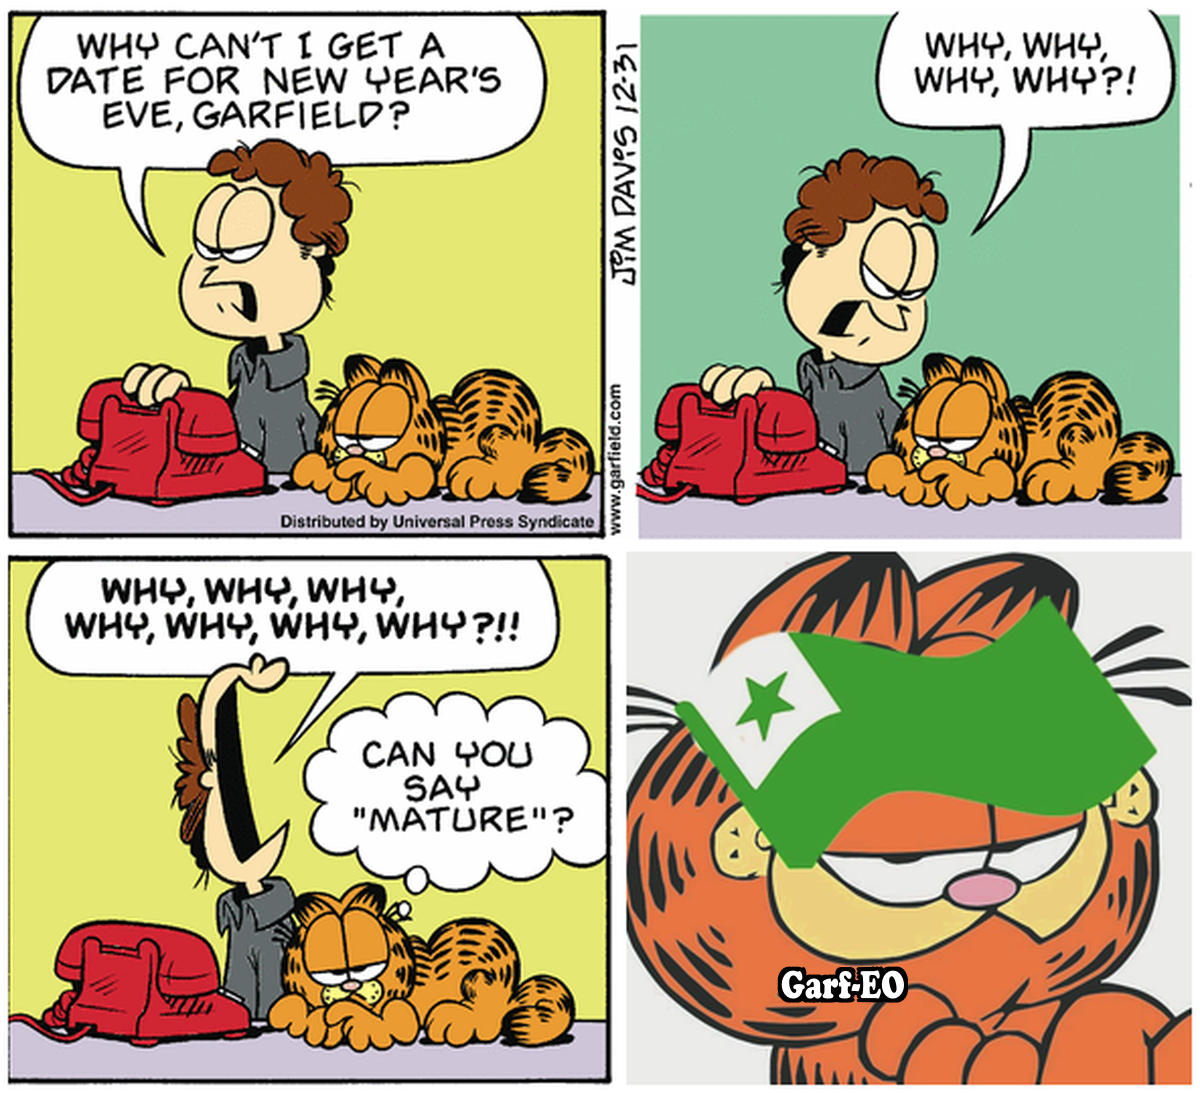 WHY CAN'T I GET A
DATE FOR NEW YEAR'S
EVE, GARFIELD?
Distributed by Universal Press Syndicate
JIM DAVIS 12-31
www.garfield.com
WHY, WHY,
WHY, WHY?!
WHY, WHY, WHY,
WHY, WHY, WHY, WHY?!!
CAN YOU
SAY
"MATURE"?
Garf-EO